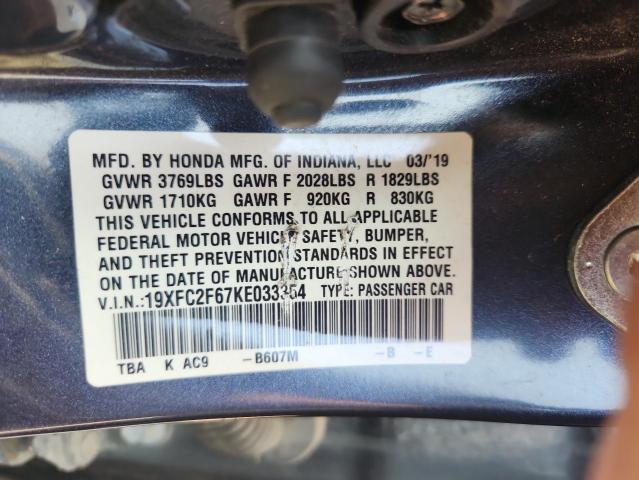 MFD. BY HONDA MFG. OF INDIANA, LLC 03/'19
GVWR 3769LBS GAWR F 2028LBS R 1829LBS
GVWR 1710KG GAWR F 920KG R 830KG
THIS VEHICLE CONFORMS TO ALL APPLICABLE
FEDERAL MOTOR VEHICLE SAFETY, BUMPER,
AND THEFT PREVENTION STANDARDS IN EFFECT
ON THE DATE OF MANUFACTURE SHOWN ABOVE.
V.I.N.:19XFC2F67KE033354 TYPE: PASSENGER CAR
TBA K AC9 -B607M -B -E